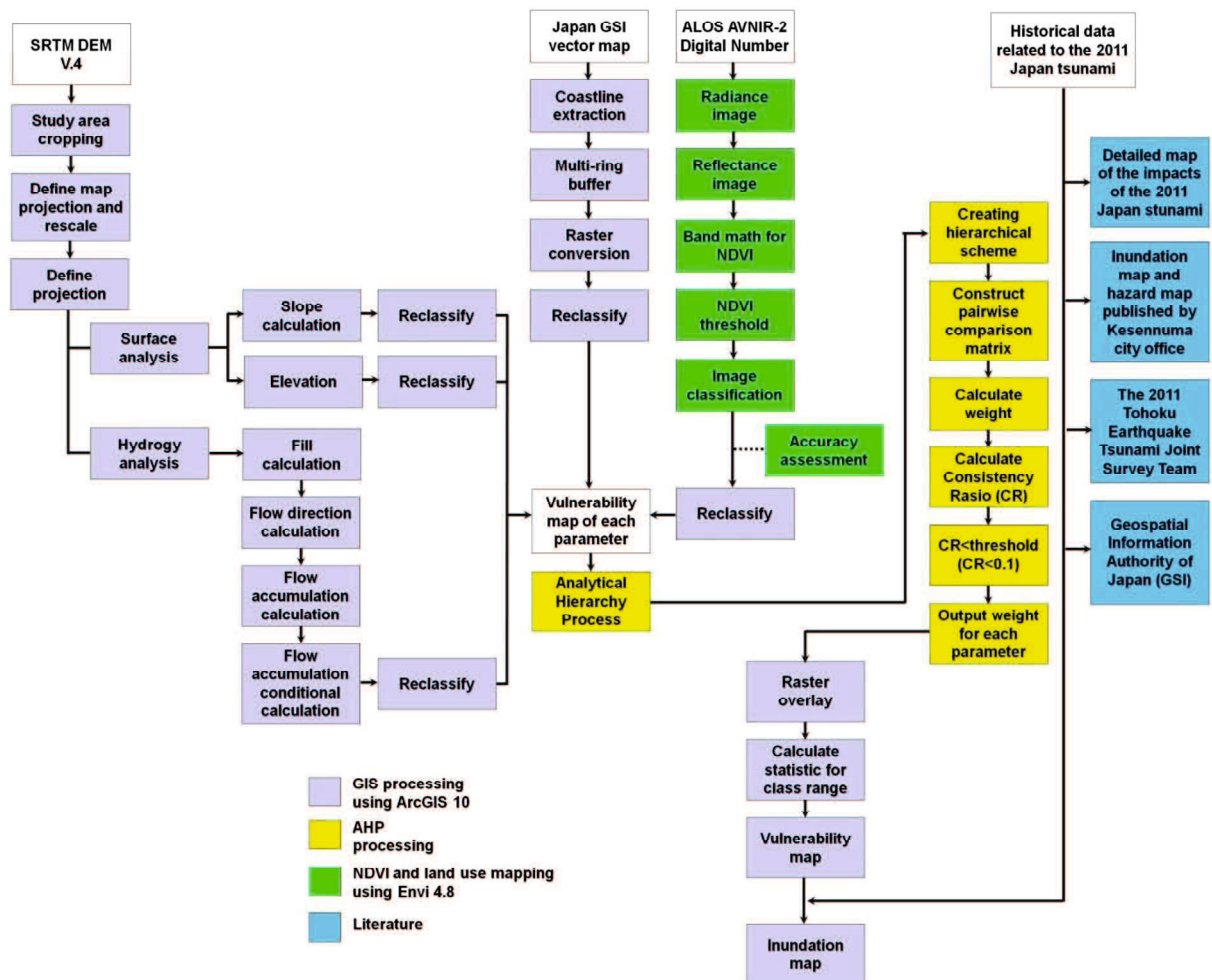 SRTM DEM
V.4
Study area
cropping
Define map
projection and
rescale
Define
projection
Surface
analysis
Slope
calculation
Reclassify
Elevation
Reclassify
Hydrogy
analysis
Fill
calculation
Flow direction
calculation
Flow
accumulation
calculation
Flow
accumulation
conditional
calculation
Reclassify
Japan GSI
vector map
Coastline
extraction
Multi-ring
buffer
Raster
conversion
Reclassify
ALOS AVNIR-2
Digital Number
Radiance
image
Reflectance
image
Band math for
NDVI
NDVI
threshold
Image
classification
Accuracy
assessment
Reclassify
Vulnerability
map of each
parameter
Analytical
Hierarchy
Process
Creating
hierarchical
scheme
Construct
pairwise
comparison
matrix
Calculate
weight
Calculate
Consistency
Rasio (CR)
CR<threshold
(CR<0.1)
Output weight
for each
parameter
Historical data
related to the 2011
Japan tsunami
Detailed map
of the impacts
of the 2011
Japan stunami
Inundation
map and
hazard map
published by
Kesennuma
city office
The 2011
Tohoku
Earthquake
Tsunami Joint
Survey Team
Geospatial
Information
Authority of
Japan (GSI)
Raster
overlay
Calculate
statistic for
class range
Vulnerability
map
Inundation
map
GIS processing
using ArcGIS 10
AHP
processing
NDVI and land use mapping
using Envi 4.8
Literature